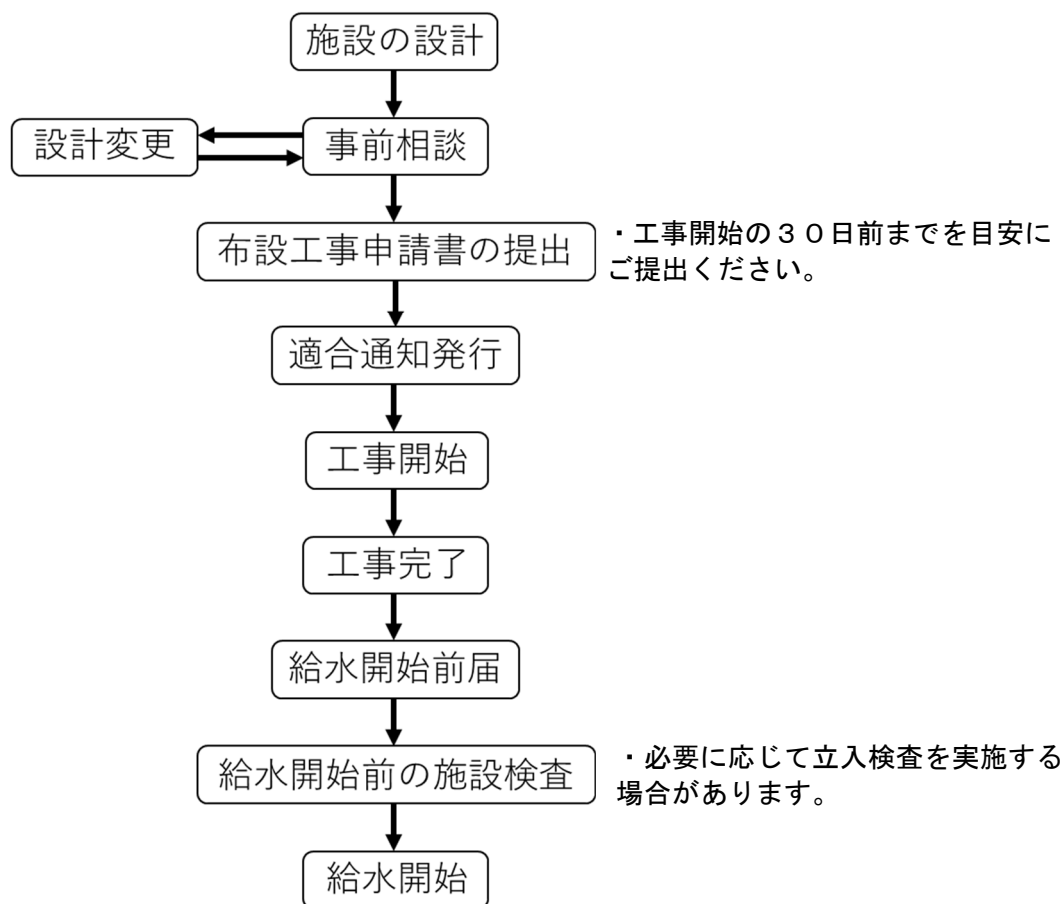 施設の設計
設計変更
事前相談
布設工事申請書の提出
・工事開始の３０日前までを目安に
ご提出ください。
適合通知発行
工事開始
工事完了
給水開始前届
給水開始前の施設検査
・必要に応じて立入検査を実施する
場合があります。
給水開始